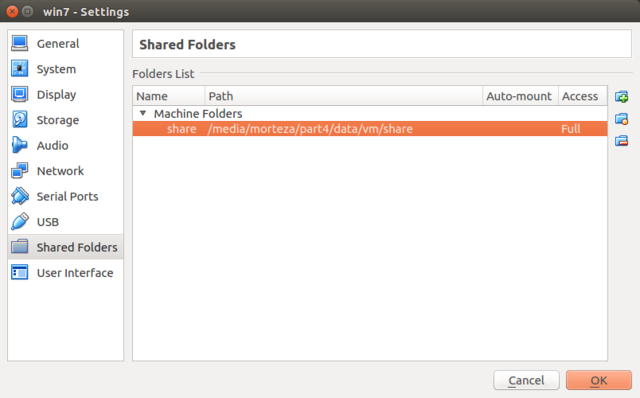 win7 - Settings
General
System
Display
Storage
Audio
Network
Serial Ports
USB
Shared Folders
User Interface
Shared Folders
Folders List
Name Path Auto-mount Access
Machine Folders
share /media/morteza/part4/data/vm/share Full
Cancel OK